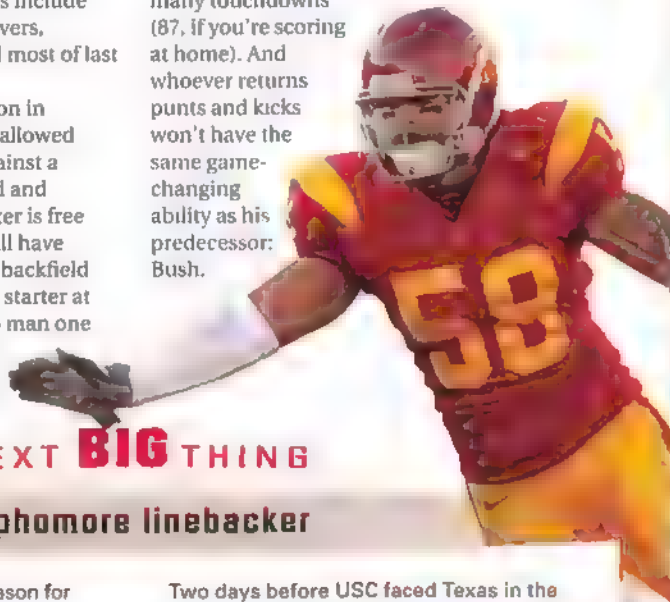 s include
vers,
most of last
on in
allowed
ainst a
and
er is free
ll have
backfield
starter at
man one
many touchdowns
(87, if you're scoring
at home). And
whoever returns
punts and kicks
won't have the
same game-
changing
ability as his
predecessor:
Bush.
58
EXT BIG THING
phomore linebacker
ason for
Two days before USC faced Texas in the